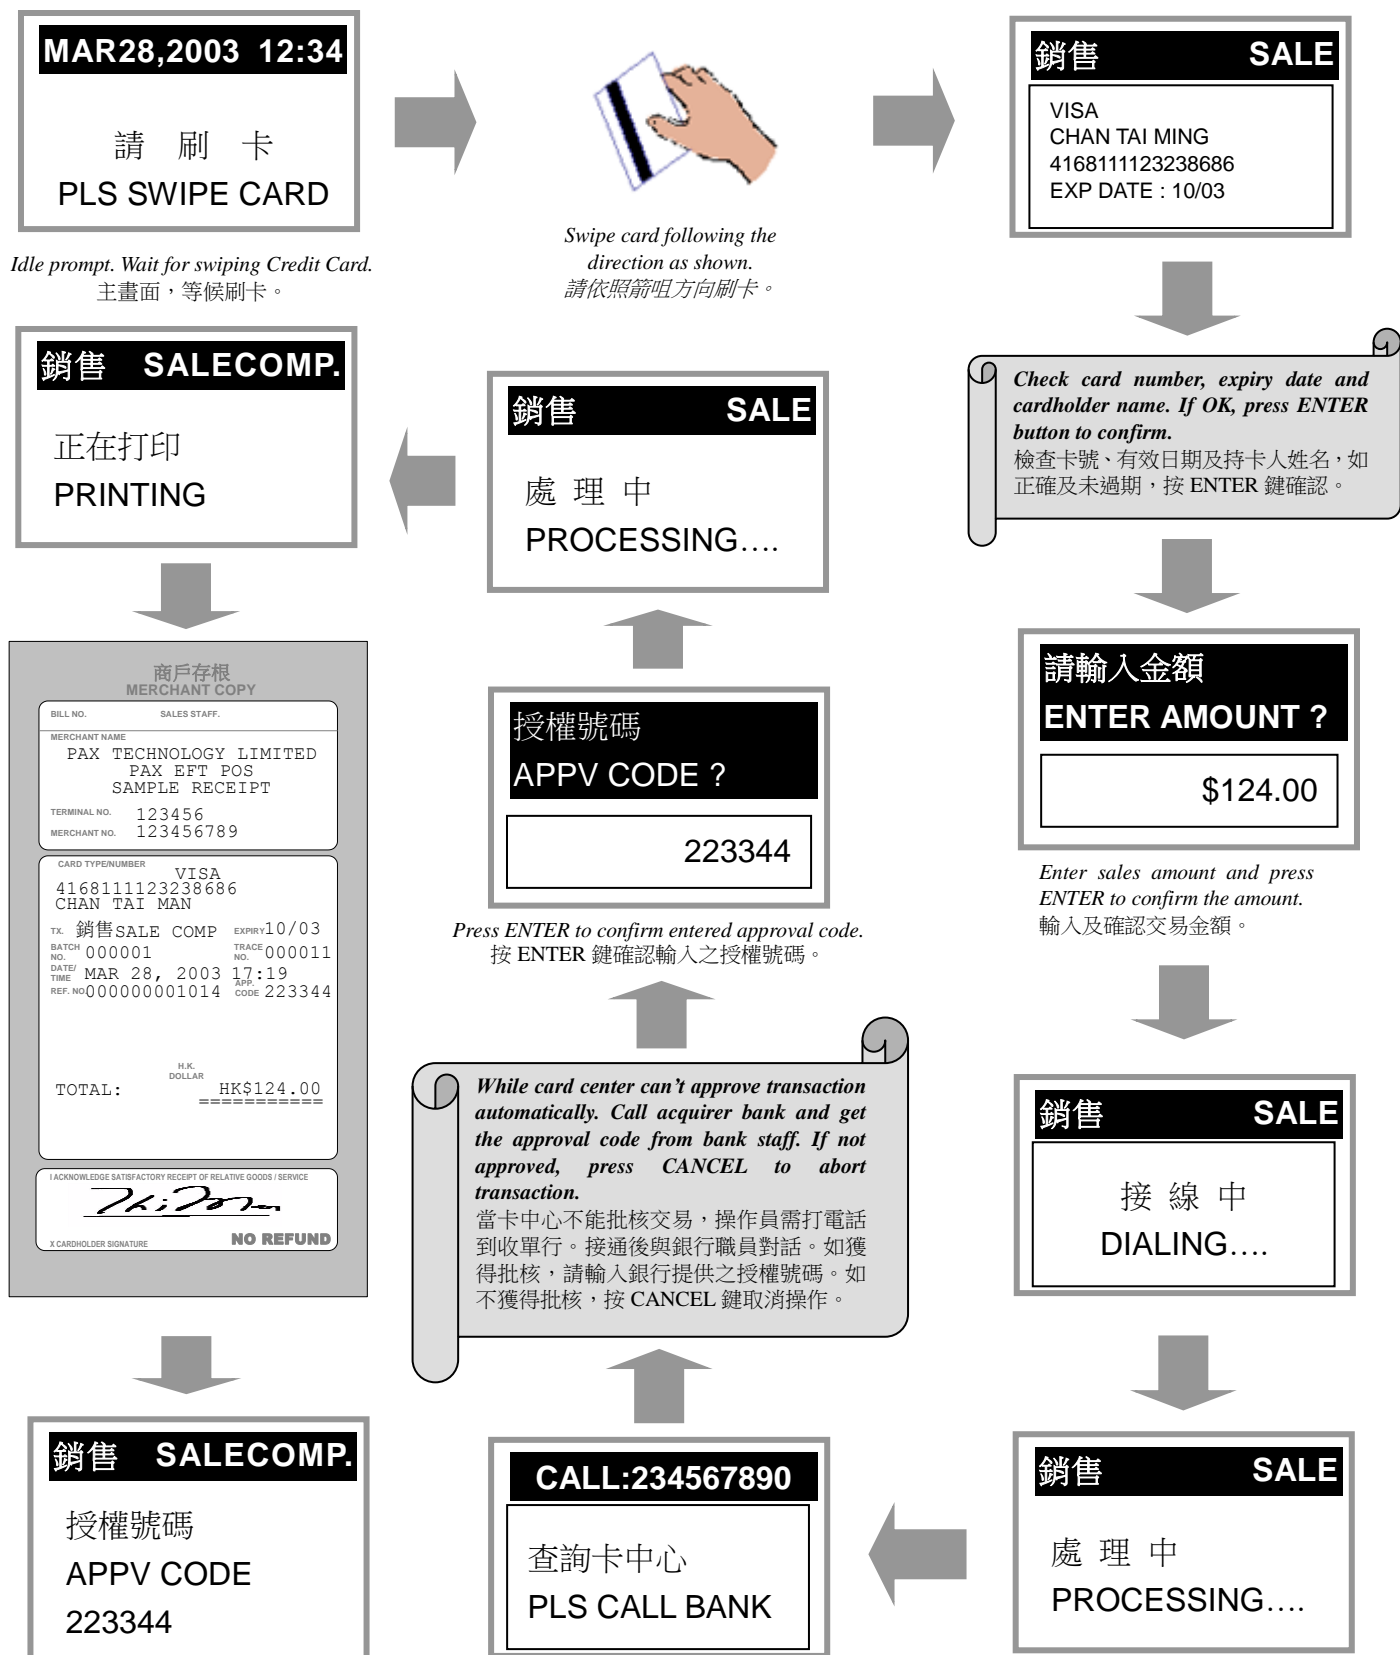 MAR28,2003 12:34
請 刷 卡
PLS SWIPE CARD
Idle prompt. Wait for swiping Credit Card.
主畫面，等候刷卡。
Swipe card following the
direction as shown.
請依照箭咀方向刷卡。
銷售 SALE
VISA
CHAN TAI MING
4168111123238686
EXP DATE : 10/03
Check card number, expiry date and
cardholder name. If OK, press ENTER
button to confirm.
檢查卡號、有效日期及持卡人姓名，如
正確及未過期，按 ENTER 鍵確認。
請輸入金額
ENTER AMOUNT ?
$124.00
Enter sales amount and press
ENTER to confirm the amount.
輸入及確認交易金額。
銷售 SALE
接 線 中
DIALING….
銷售 SALE
處 理 中
PROCESSING….
CALL:234567890
查詢卡中心
PLS CALL BANK
While card center can't approve transaction
automatically. Call acquirer bank and get
the approval code from bank staff. If not
approved, press CANCEL to abort
transaction.
當卡中心不能批核交易，操作員需打電話
到收單行。接通後與銀行職員對話。如獲
得批核，請輸入銀行提供之授權號碼。如
不獲得批核，按 CANCEL 鍵取消操作。
授權號碼
APPV CODE ?
223344
Press ENTER to confirm entered approval code.
按 ENTER 鍵確認輸入之授權號碼。
銷售 SALE
處 理 中
PROCESSING….
銷售 SALECOMP.
正在打印
PRINTING
商戶存根
MERCHANT COPY
BILL NO. SALES STAFF.
MERCHANT NAME
PAX TECHNOLOGY LIMITED
PAX EFT POS
SAMPLE RECEIPT
TERMINAL NO. 123456
MERCHANT NO. 123456789
CARD TYPE/NUMBER
VISA
4168111123238686
CHAN TAI MAN
TX. 銷售SALE COMP EXPIRY 10/03
BATCH NO. 000001 TRACE NO. 000011
DATE/TIME MAR 28, 2003 17:19
REF. NO 000000001014 APP. CODE 223344
H.K.
DOLLAR
TOTAL: HK$124.00
===========
I ACKNOWLEDGE SATISFACTORY RECEIPT OF RELATIVE GOODS / SERVICE
X CARDHOLDER SIGNATURE NO REFUND
銷售 SALECOMP.
授權號碼
APPV CODE
223344